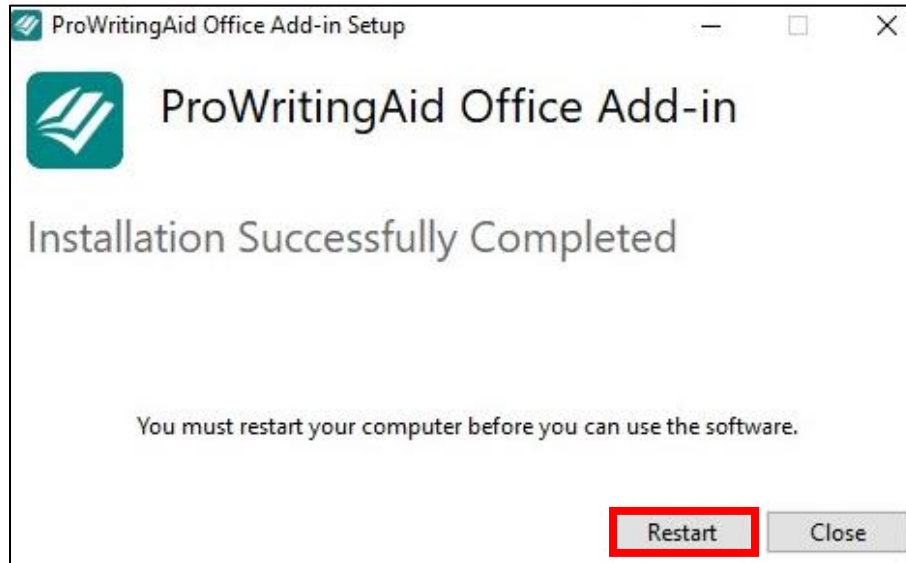 ProWritingAid Office Add-in Setup
ProWritingAid Office Add-in
Installation Successfully Completed
You must restart your computer before you can use the software.
Restart Close